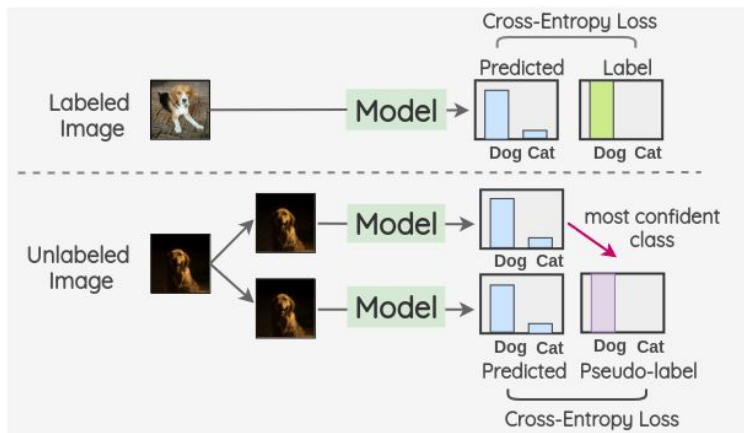 Cross-Entropy Loss
Predicted Label
Labeled
Image
Model
Dog Cat Dog Cat
Unlabeled
Image
Model
most confident
class
Model
Dog Cat
Dog Cat Dog Cat
Predicted Pseudo-label
Cross-Entropy Loss